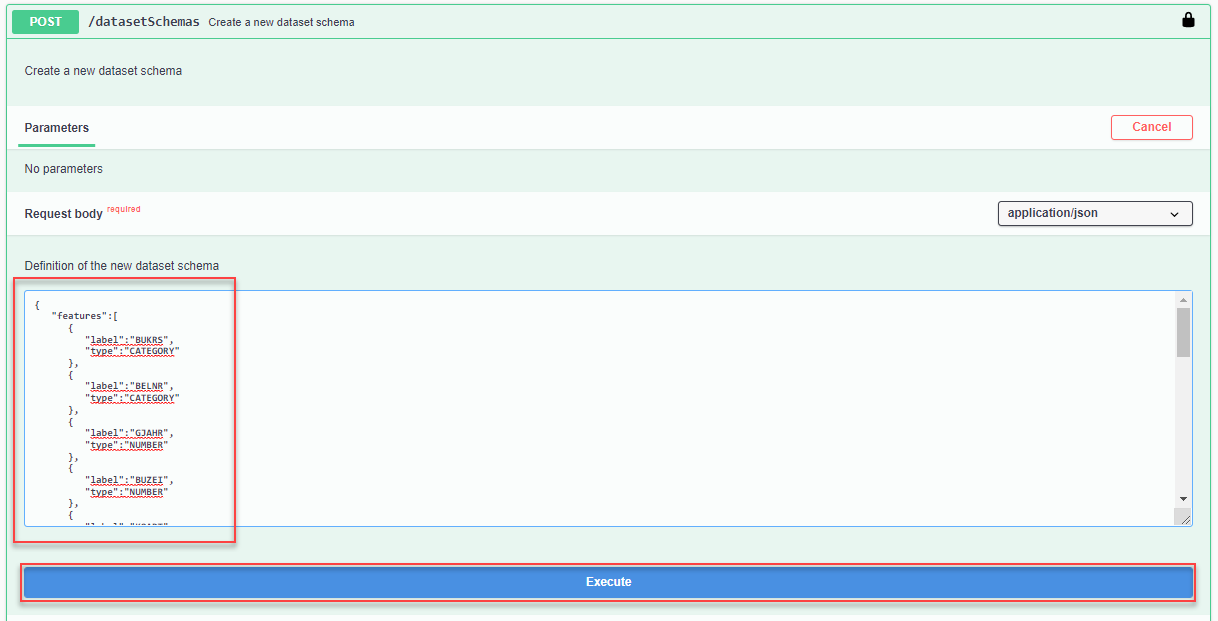 POST /datasetSchemas Create a new dataset schema
Create a new dataset schema
Parameters
Cancel
No parameters
Request body required
application/json
Definition of the new dataset schema
{
"features":[
{
"label":"BUKRS",
"type":"CATEGORY"
},
{
"label":"BELNR",
"type":"CATEGORY"
},
{
"label":"GJAHR",
"type":"NUMBER"
},
{
"label":"BUZEI",
"type":"NUMBER"
},
{
Execute